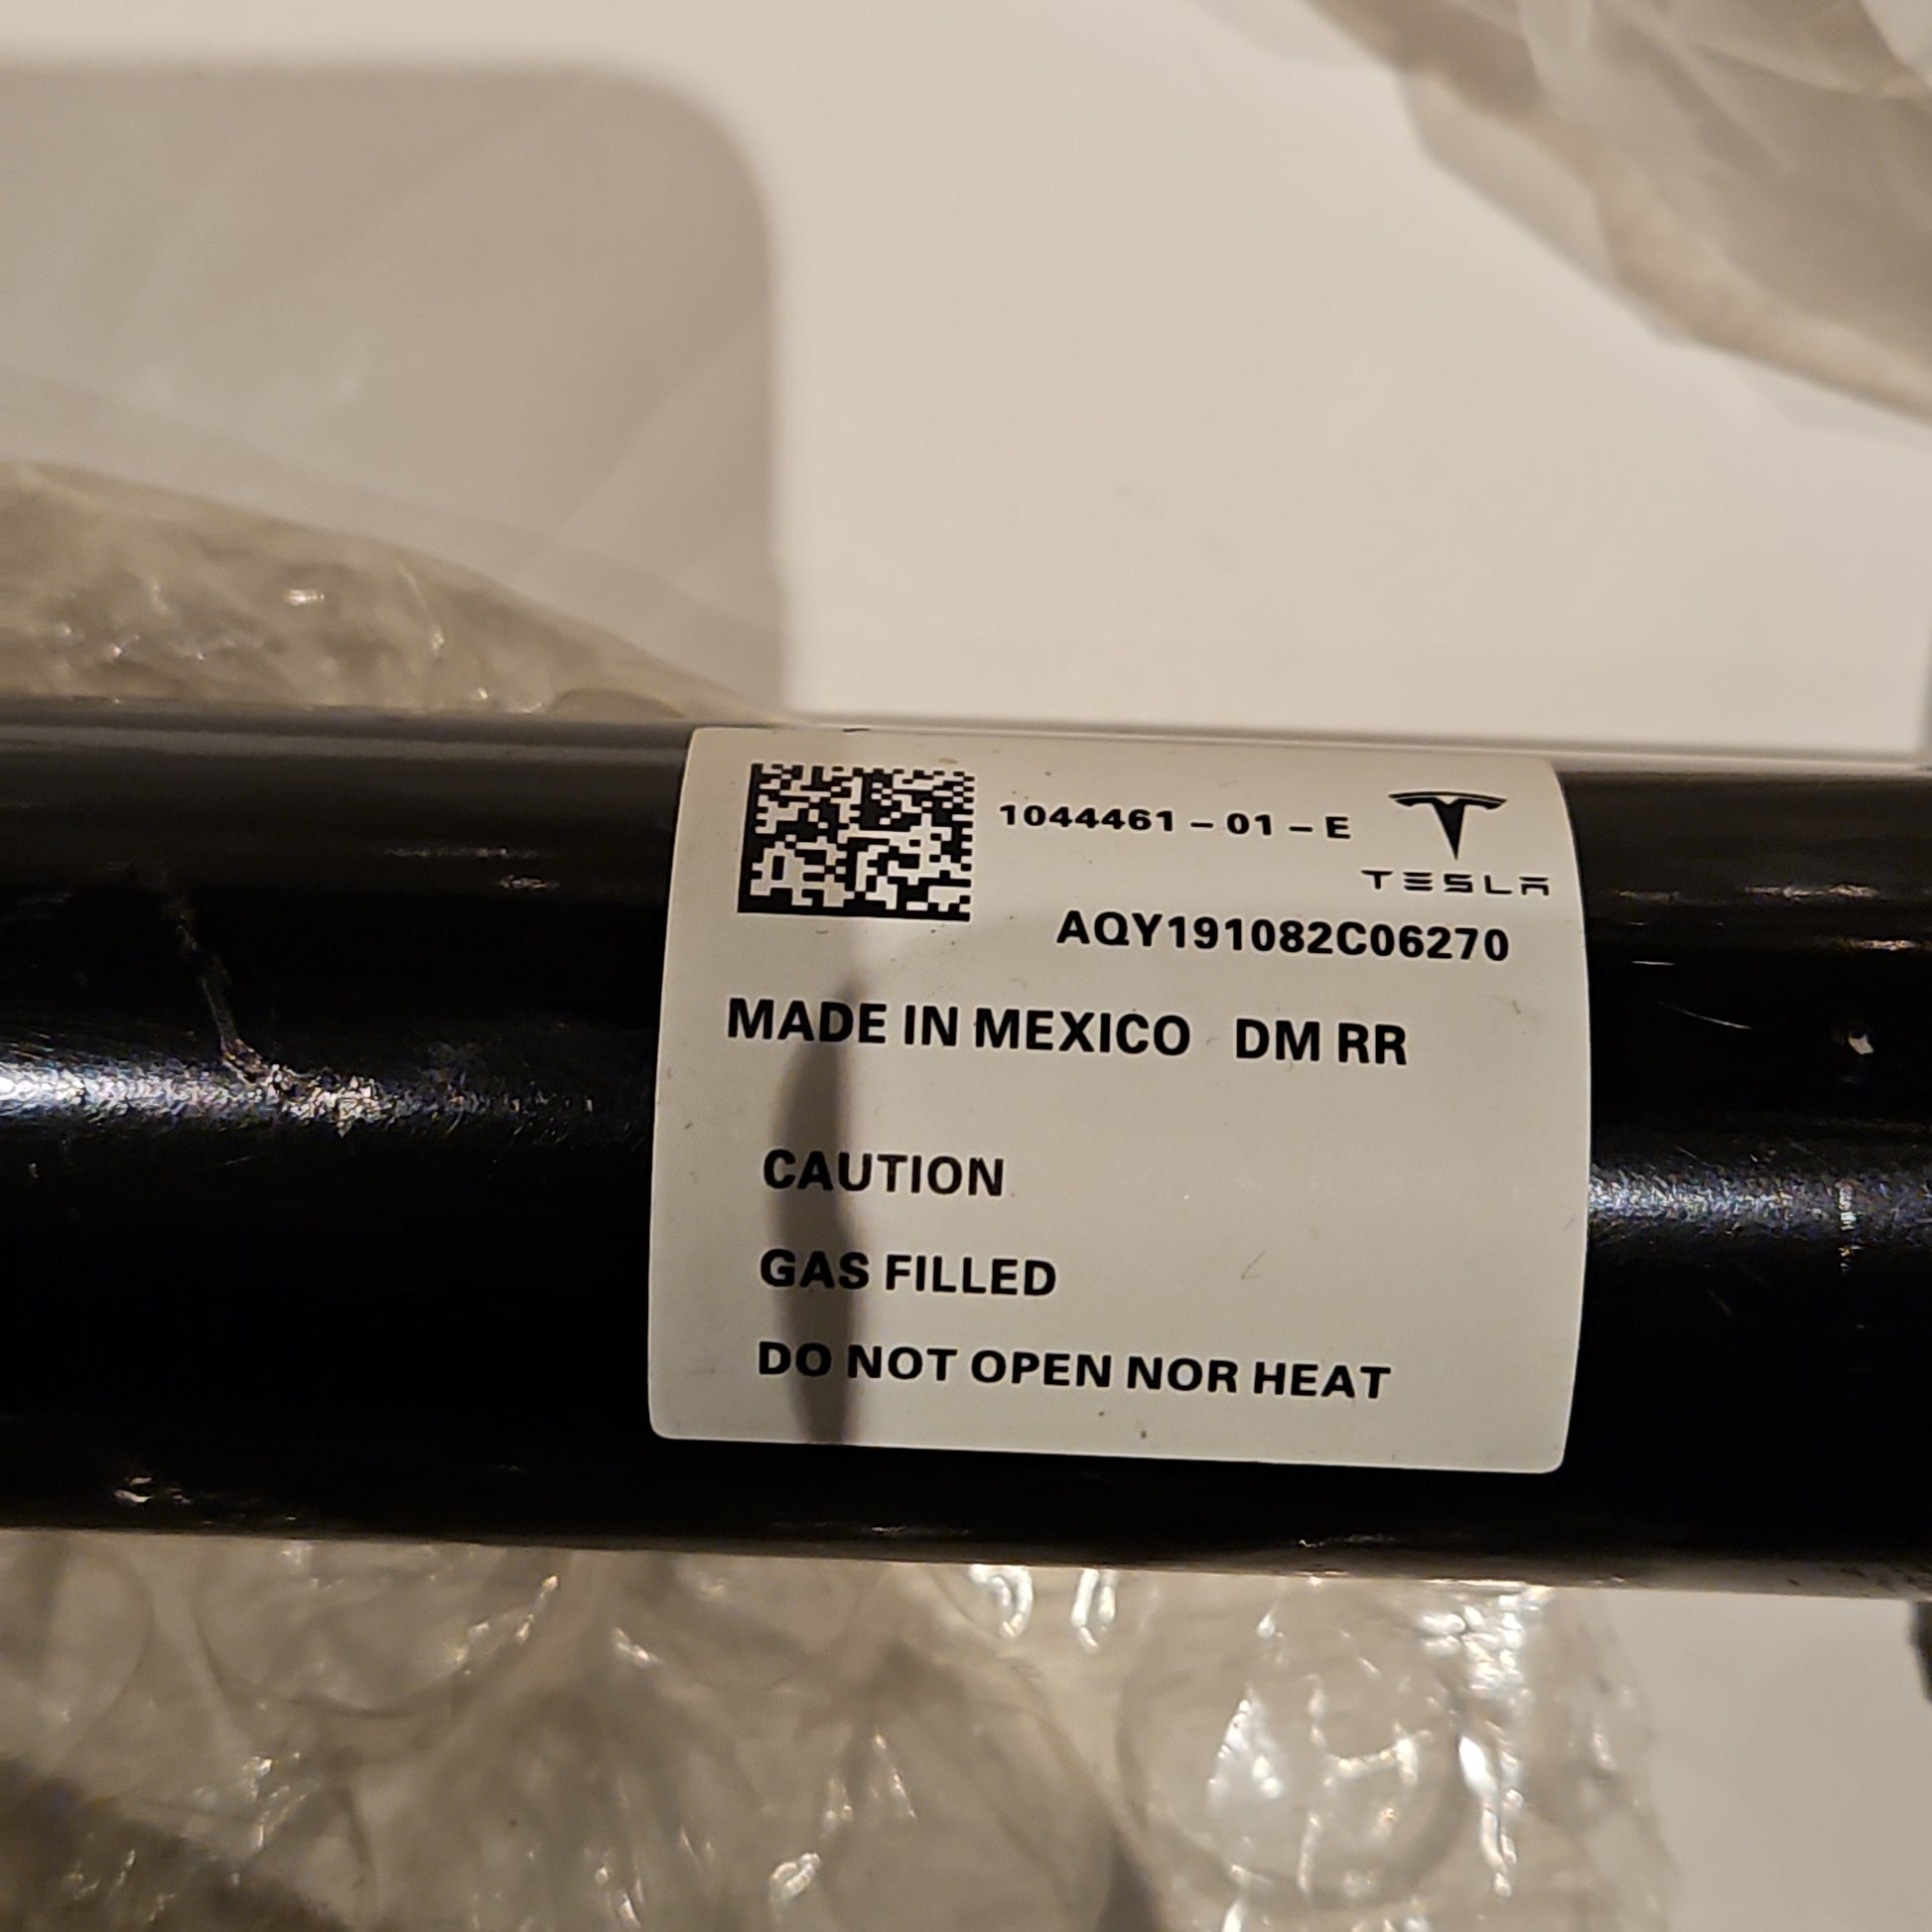 1044461-01-E
TESLA
AQY191082C06270
MADE IN MEXICO DM RR
CAUTION
GAS FILLED
DO NOT OPEN NOR HEAT